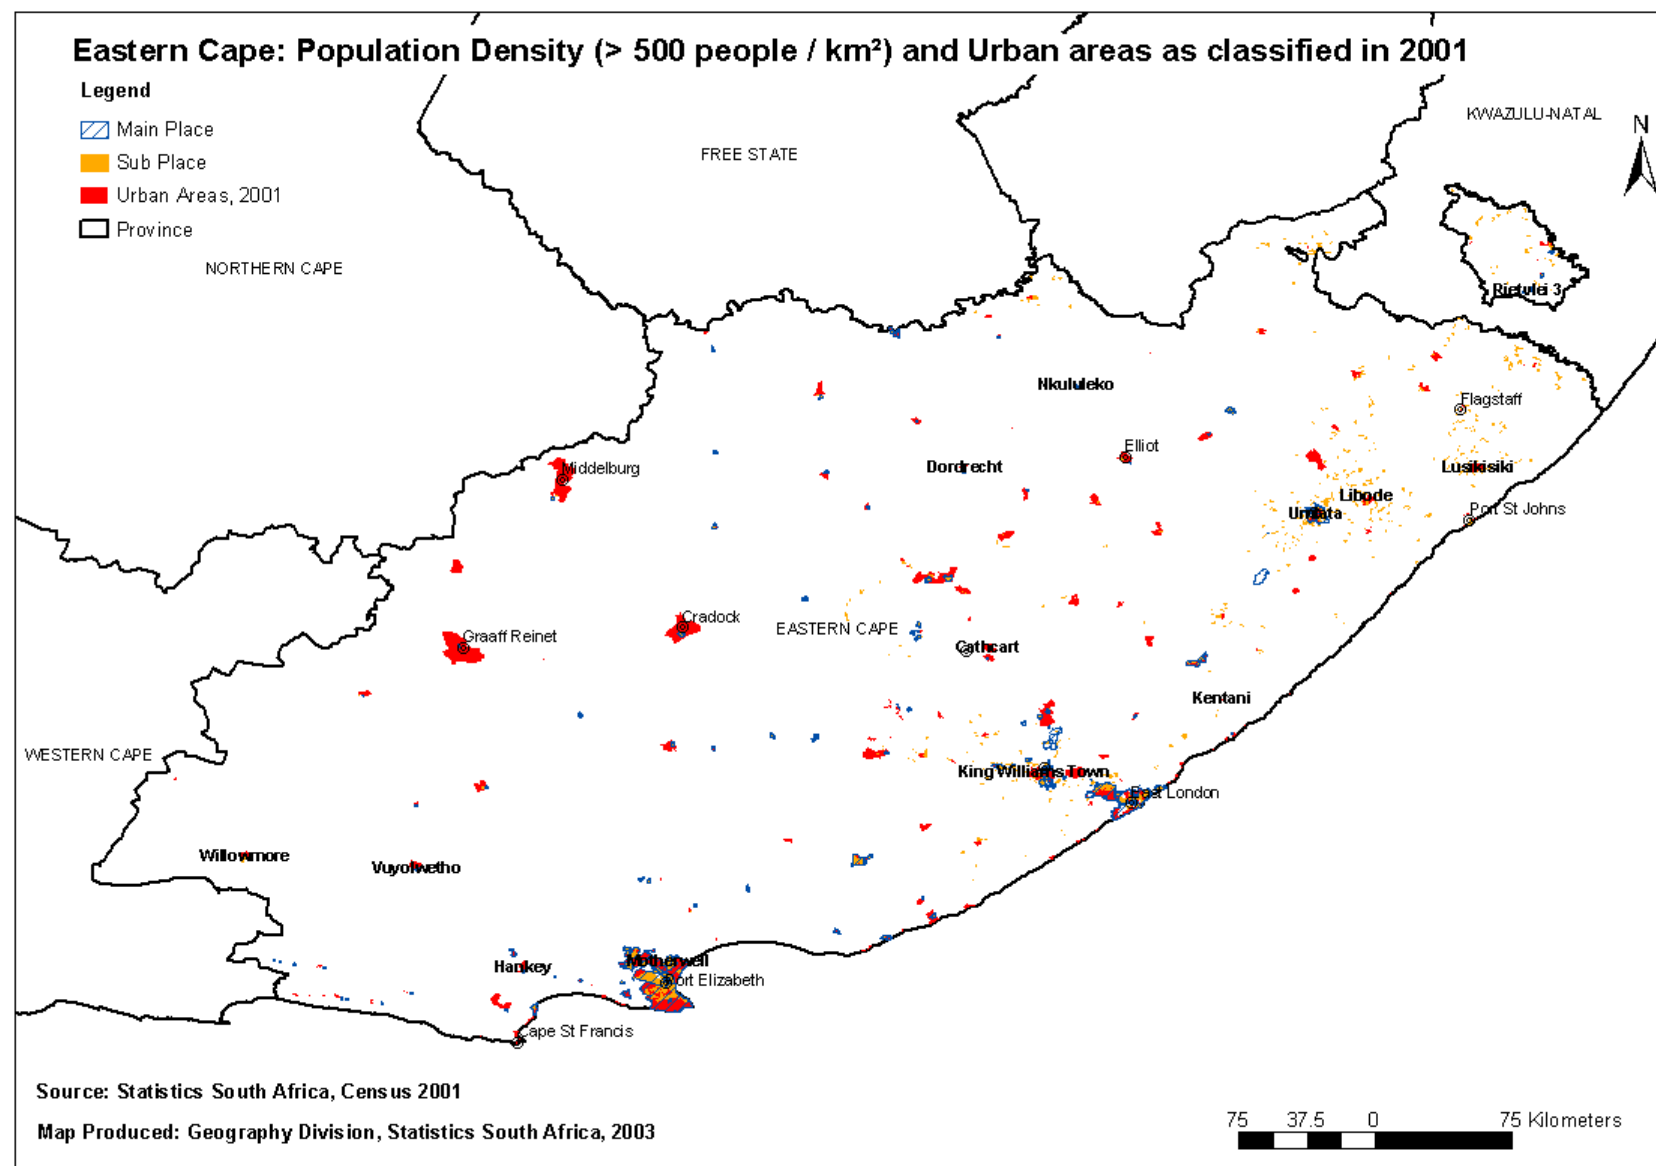 Eastern Cape: Population Density (> 500 people / km²) and Urban areas as classified in 2001
Legend
Main Place
Sub Place
Urban Areas, 2001
Province
KWAZULU-NATAL
N
FREE STATE
NORTHERN CAPE
Rietvlei 3
Nkululeko
Flagstaff
Elliot
Middelburg
Dordrecht
Lusikisiki
Libode
Umtata
Port St Johns
Cradock
EASTERN CAPE
Graaff Reinet
Cathcart
Kentani
WESTERN CAPE
King Williams Town
East London
Willowmore
Vuyolwetho
Motherwell
Hankey
Port Elizabeth
Cape St Francis
Source: Statistics South Africa, Census 2001
Map Produced: Geography Division, Statistics South Africa, 2003
75 37.5 0 75 Kilometers